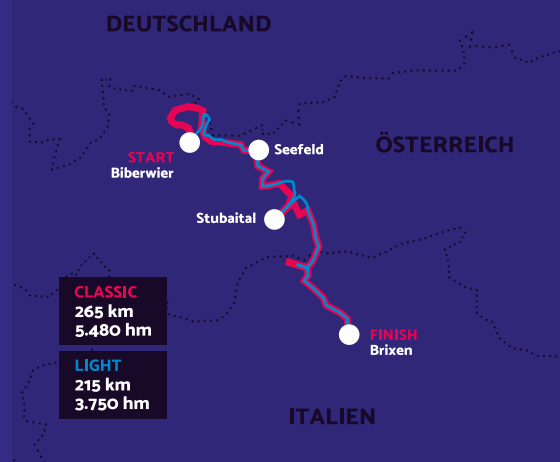 DEUTSCHLAND
START
Biberwier
Seefeld
ÖSTERREICH
Stubaital
CLASSIC
265 km
5.480 hm
LIGHT
215 km
3.750 hm
FINISH
Brixen
ITALIEN